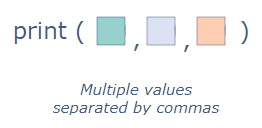 print ( , , )
Multiple values
separated by commas